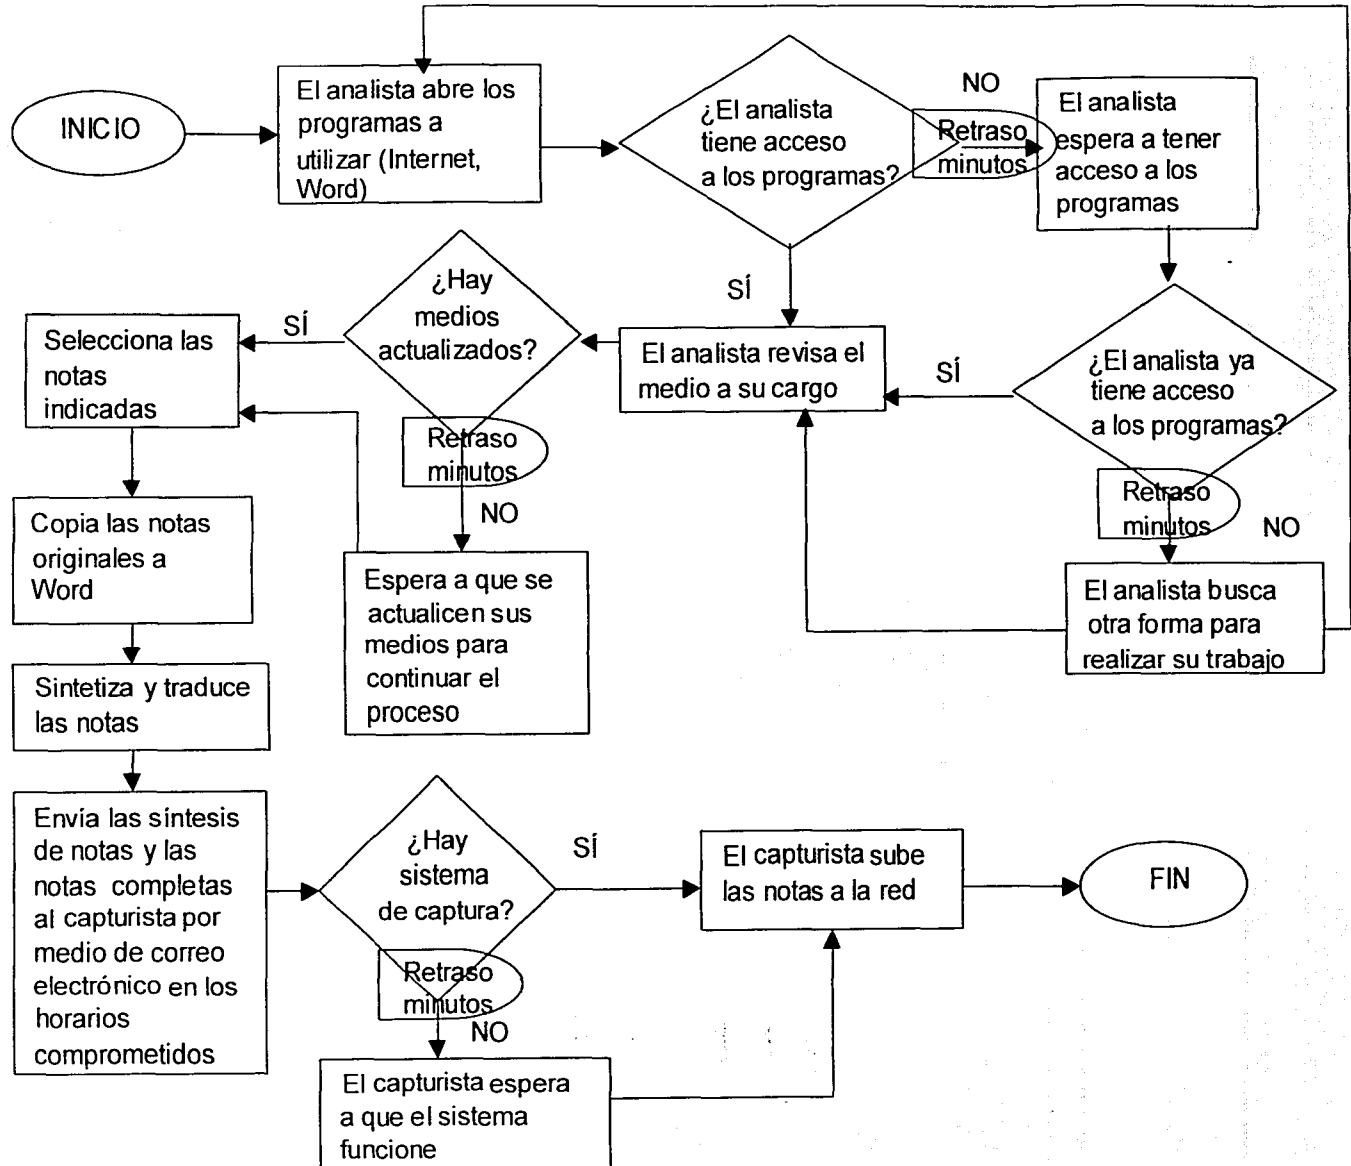 INICIO
El analista abre los
programas a
utilizar (Internet,
Word)
¿El analista
tiene acceso
a los programas?
NO
Retraso
minutos
El analista
espera a tener
acceso a los
programas
SÍ
¿Hay
medios
actualizados?
SÍ
Selecciona las
notas
indicadas
El analista revisa el
medio a su cargo
SÍ
¿El analista ya
tiene acceso
a los programas?
Retraso
minutos
NO
Retraso
minutos
NO
El analista busca
otra forma para
realizar su trabajo
Copia las notas
originales a
Word
Espera a que se
actualicen sus
medios para
continuar el
proceso
Sintetiza y traduce
las notas
Envía las síntesis
de notas y las
notas completas
al capturista por
medio de correo
electrónico en los
horarios
comprometidos
¿Hay
sistema
de captura?
SÍ
El capturista sube
las notas a la red
FIN
Retraso
minutos
NO
El capturista espera
a que el sistema
funcione